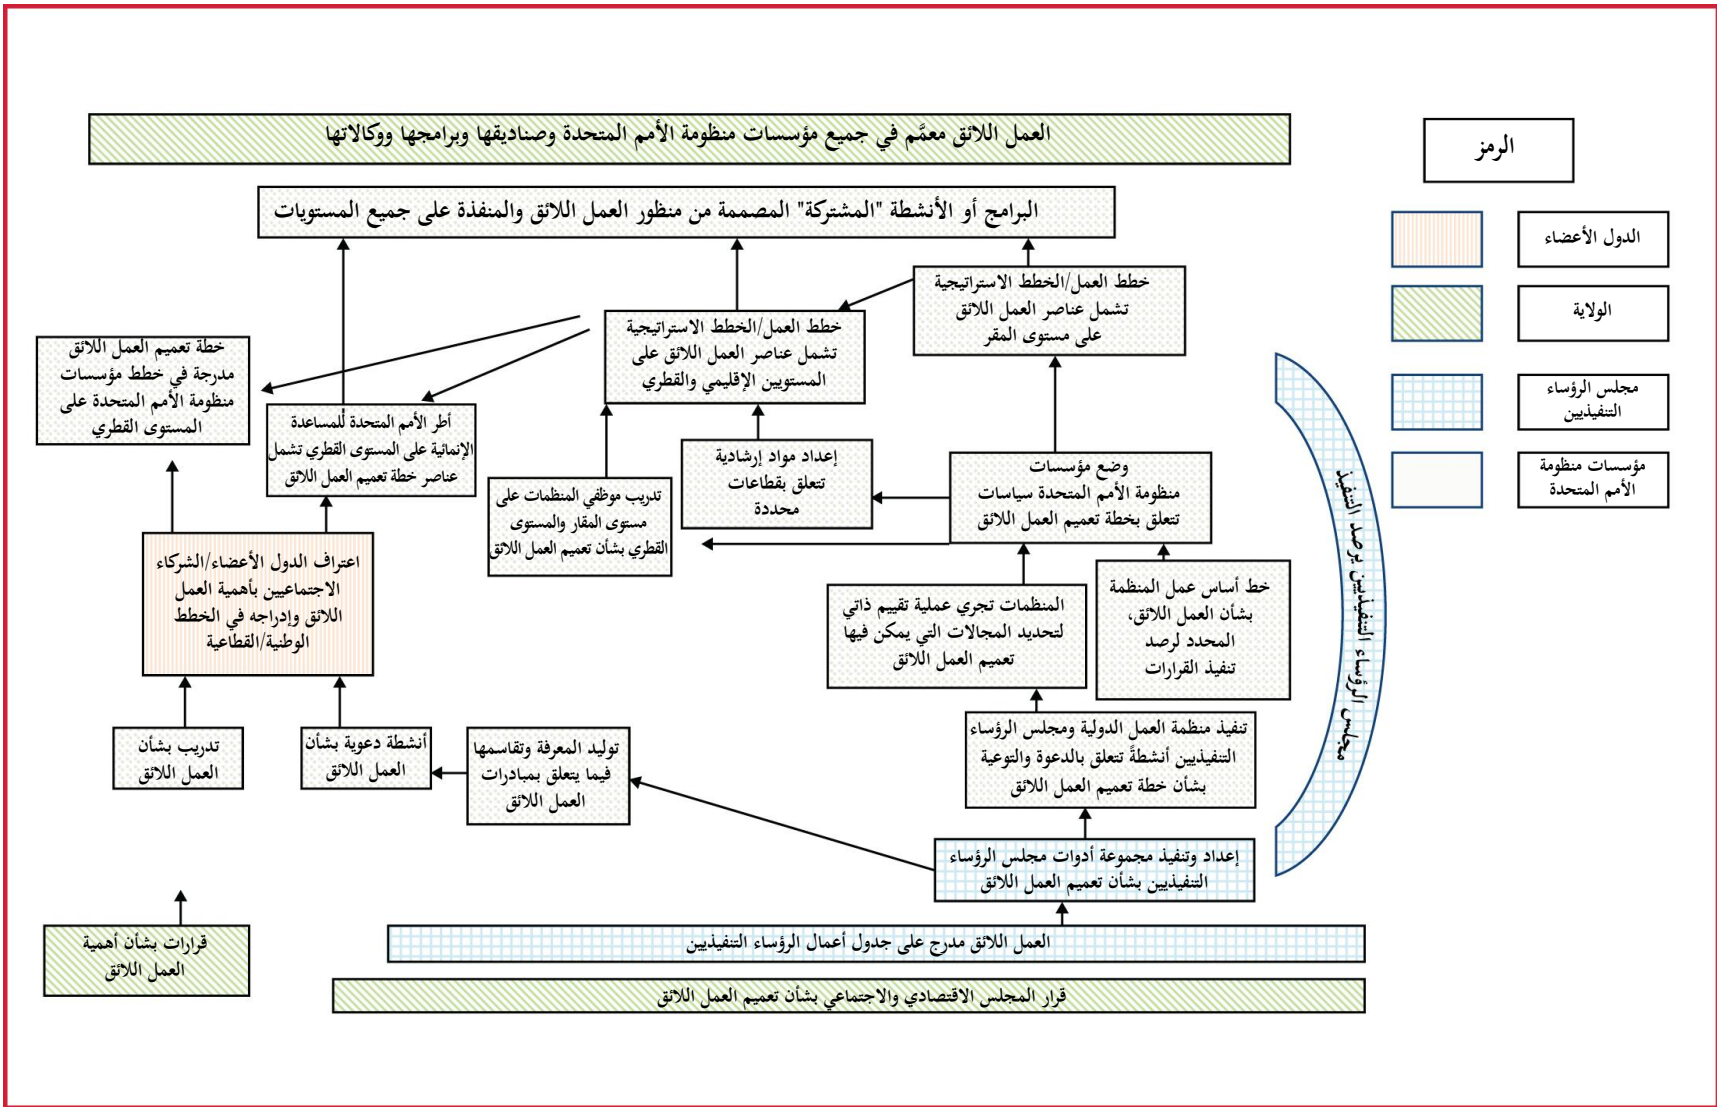 العمل اللائق معمَّم في جميع مؤسسات منظومة الأمم المتحدة وصناديقها وبرامجها ووكالاتها
الرمز
البرامج أو الأنشطة "المشتركة" المصممة من منظور العمل اللائق والمنفذة على جميع المستويات
الدول الأعضاء
الولاية
مجلس الرؤساء
التنفيذيين
مؤسسات منظومة
الأمم المتحدة
خطط العمل/الخطط الاستراتيجية
تشمل عناصر العمل اللائق
على مستوى المقر
خطط العمل/الخطط الاستراتيجية
تشمل عناصر العمل اللائق على
المستويين الإقليمي والقطري
خطة تعميم العمل اللائق
مدرجة في خطط مؤسسات
منظومة الأمم المتحدة على
المستوى القطري
أطر الأمم المتحدة للمساعدة
الإنمائية على المستوى القطري تشمل
عناصر خطة تعميم العمل اللائق
وضع مؤسسات
منظومة الأمم المتحدة سياسات
تتعلق بخطة تعميم العمل اللائق
إعداد مواد إرشادية
تتعلق بقطاعات
محددة
تدريب موظفي المنظمات على
مستوى المقار والمستوى
القطري بشأن تعميم العمل اللائق
مجلس الرؤساء التنفيذيين يرصد التنفيذ
اعتراف الدول الأعضاء/الشركاء
الاجتماعيين بأهمية العمل
اللائق وإدراجه في الخطط
الوطنية/القطاعية
خط أساس عمل المنظمة
بشأن العمل اللائق،
المحدد لرصد
تنفيذ القرارات
المنظمات تجري عملية تقييم ذاتي
لتحديد المجالات التي يمكن فيها
تعميم العمل اللائق
تنفيذ منظمة العمل الدولية ومجلس الرؤساء
التنفيذيين أنشطةً تتعلق بالدعوة والتوعية
بشأن خطة تعميم العمل اللائق
توليد المعرفة وتقاسمها
فيما يتعلق بمبادرات
العمل اللائق
أنشطة دعوية بشأن
العمل اللائق
تدريب بشأن
العمل اللائق
إعداد وتنفيذ مجموعة أدوات مجلس الرؤساء
التنفيذيين بشأن تعميم العمل اللائق
العمل اللائق مدرج على جدول أعمال الرؤساء التنفيذيين
قرارات بشأن أهمية
العمل اللائق
قرار المجلس الاقتصادي والاجتماعي بشأن تعميم العمل اللائق